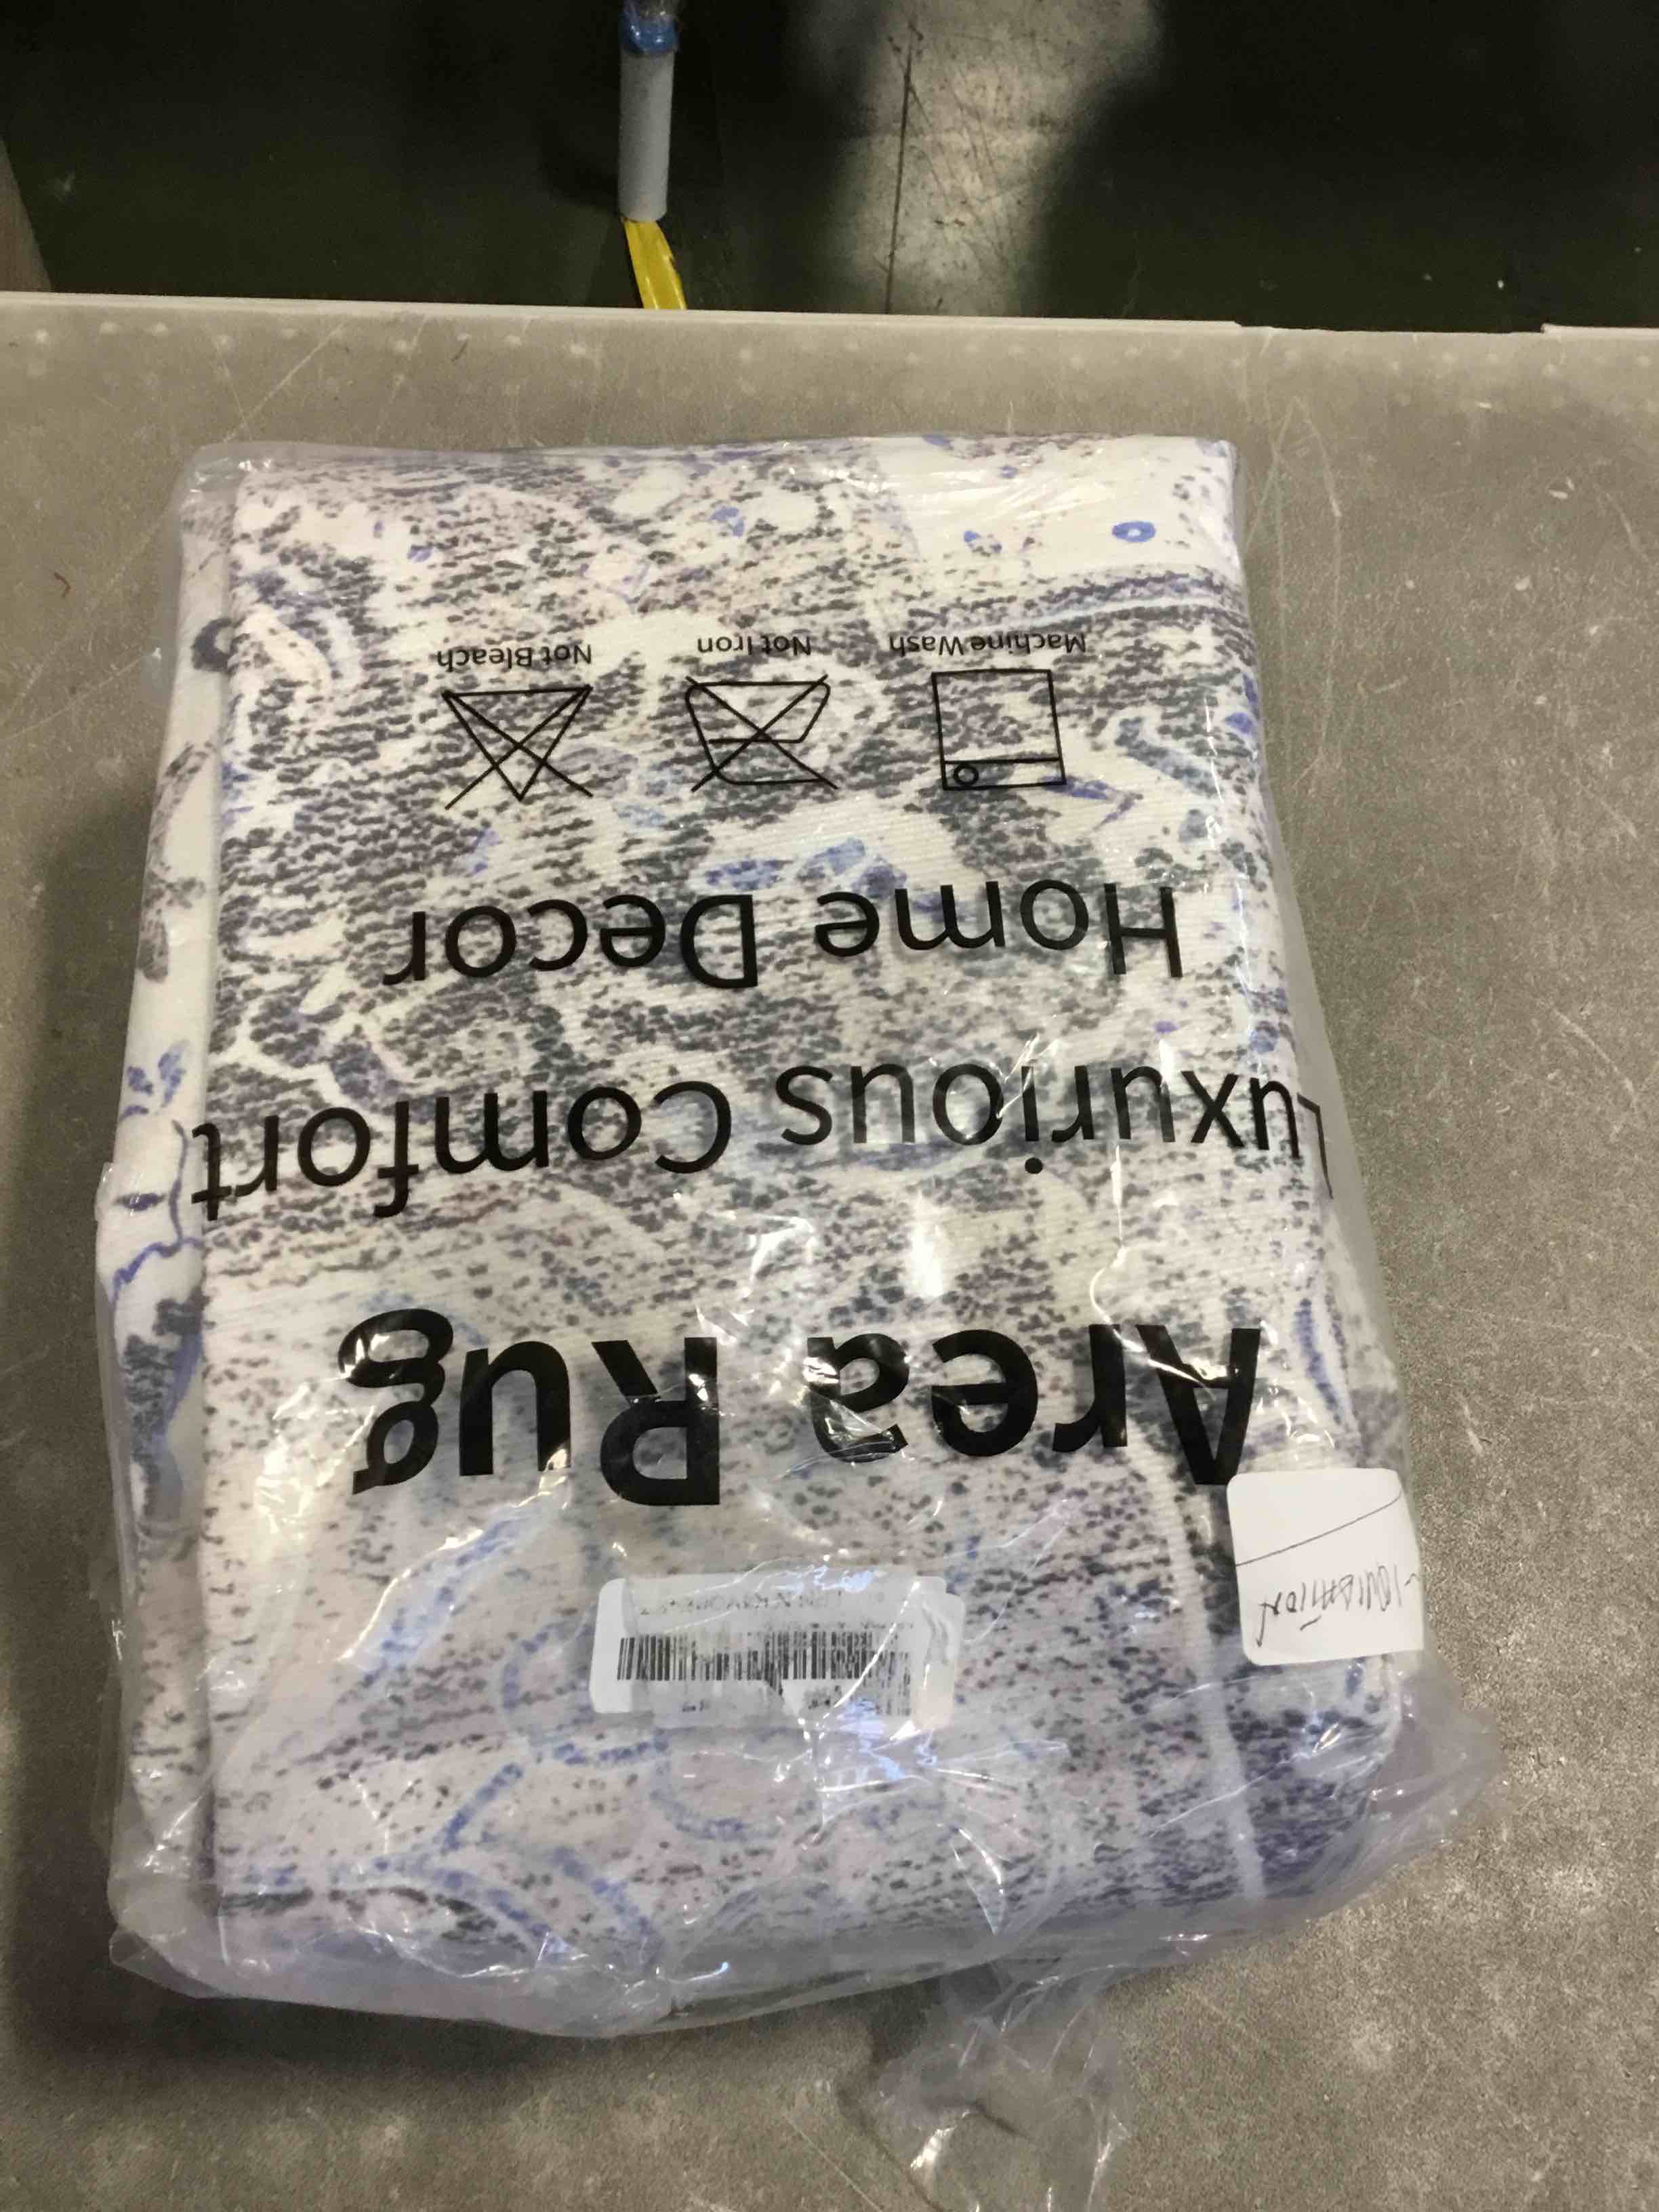 Area Rug
Luxurious Comfort
Home Decor
Machine Wash
Not Iron
Not Bleach